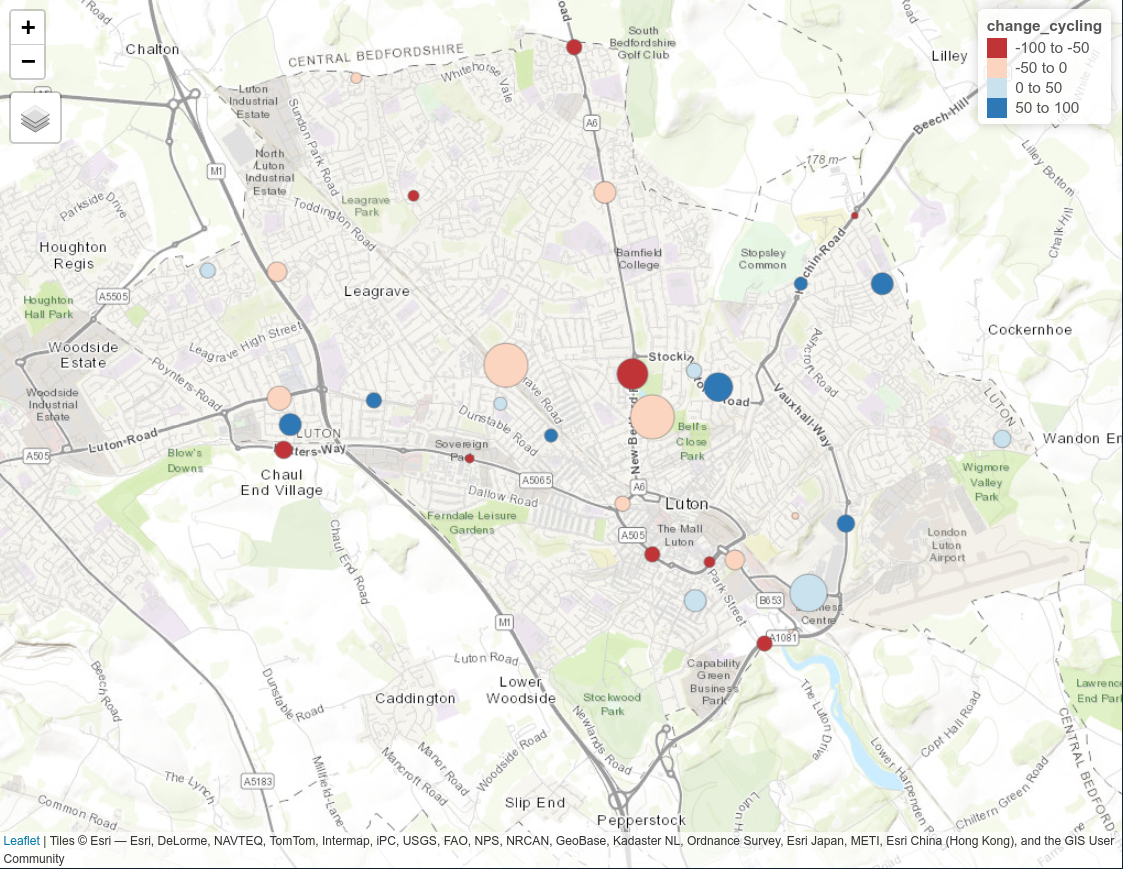 +
−
Chalton
CENTRAL BEDFORDSHIRE
South
Bedfordshire
Golf Club
Lilley
change_cycling
-100 to -50
-50 to 0
0 to 50
50 to 100
Luton
Industrial
Estate
Whitehorse Vale
Sundon Park Road
A6
Beech-Hill
Lilley Bottom
M1
North
Luton
Industrial
Estate
178 m
Parkside Drive
Leagrave
Park
Toddington Road
Chalk Hill
Houghton
Regis
Barnfield
College
Stopsley
Common
Hitchin-Road
A5505
Houghton
Hall Park
Leagrave
Cockernhoe
Woodside
Estate
Leagrave High Street
Poynters-Road
Ashcroft Road
Woodside
Industrial
Estate
Dunstable Road
Vauxhall-Way
LUTON
LUTON
Luton-Road
A505
Blow's
Downs
Sovereign
Bell's
Close
Park
Wandon En
Chaul
End Village
A5065
Dallow Road
A6
Luton
Wigmore
Valley
Park
Ferndale Leisure
Gardens
A505
The Mall
Luton
London
Luton
Airport
Chaul End Road
Park Street
B653
Centre
M1
A1081
Luton Road
Beech Road
Capability
Green
Business
Park
Lower
Woodside
Caddington
Dunstable Road
Stockwood
Park
Lawrence
End Park
The Luton Drive
Newlands Road
Copt Hall Road
CENTRAL BEDFORD
Manor Road
Mancroft Road
Woodside Road
Lower Harpenden
The Lynch
A5183
Millfield-Lane
Slip End
Chiltern Green Road
Common Road
Pepperstock
Leaflet | Tiles © Esri — Esri, DeLorme, NAVTEQ, TomTom, Intermap, iPC, USGS, FAO, NPS, NRCAN, GeoBase, Kadaster NL, Ordnance Survey, Esri Japan, METI, Esri China (Hong Kong), and the GIS User
Community